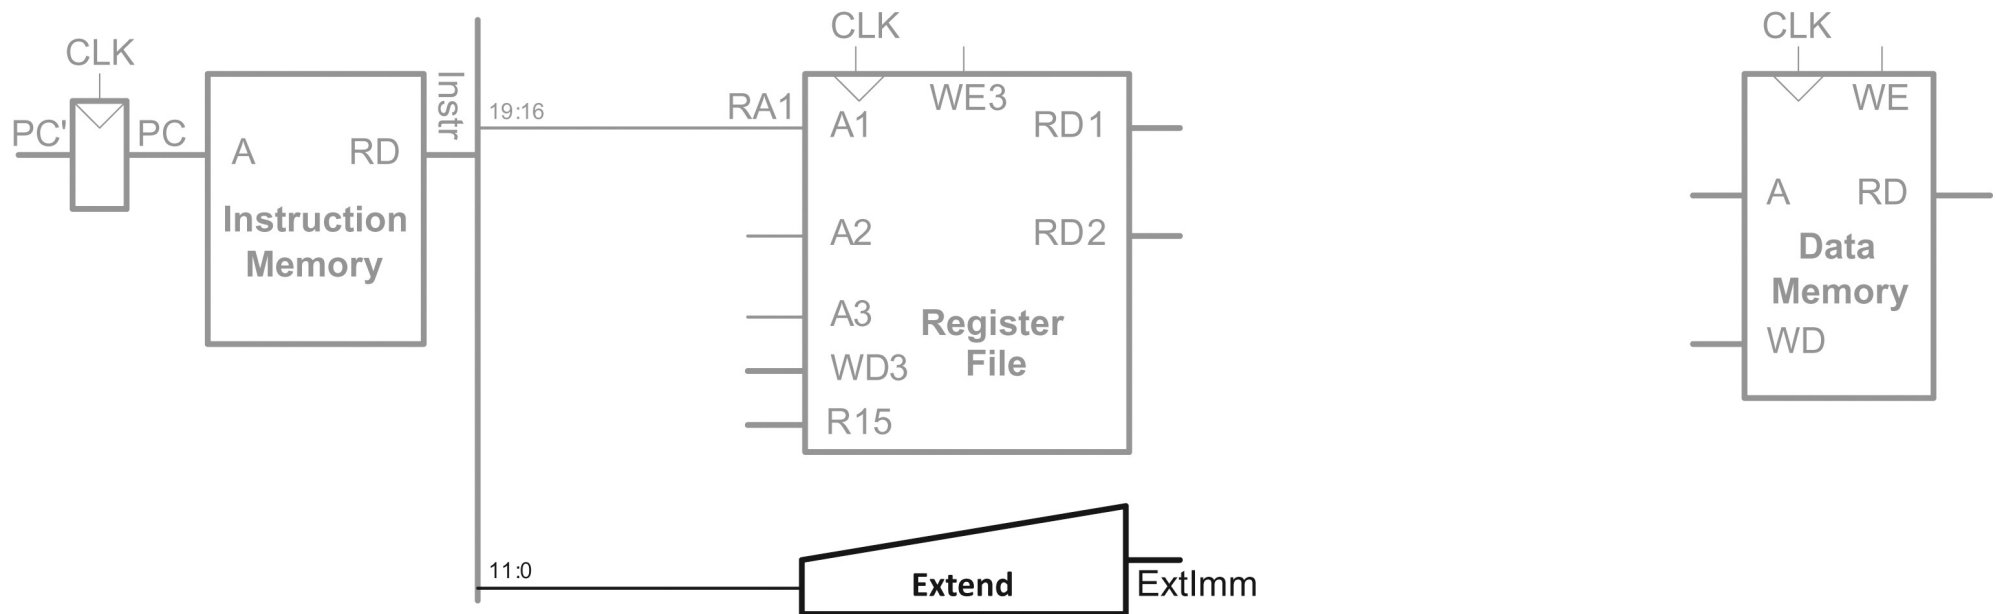 CLK
PC'
PC
A
RD
Instruction
Memory
Instr
19:16
RA1
CLK
WE3
A1
RD1
A2
RD2
A3
WD3
R15
Register
File
11:0
Extend
ExtImm
CLK
WE
A
RD
Data
Memory
WD